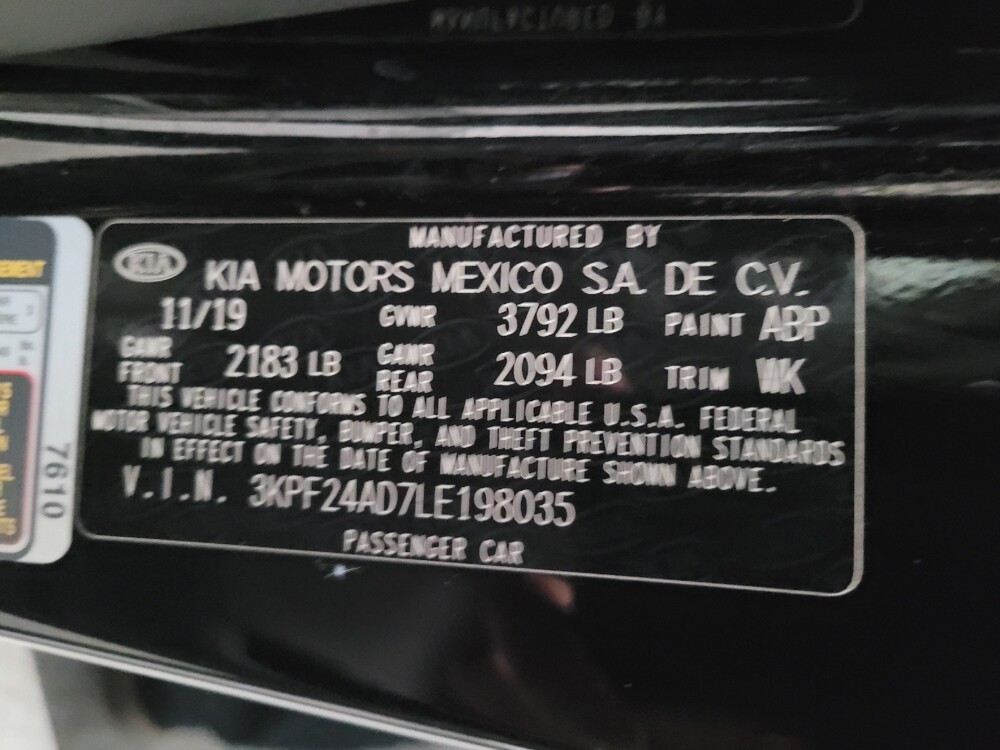 MANUFACTURED BY
KIA KIA MOTORS MEXICO S.A. DE C.V.
11/19 GVWR 3792 LB PAINT ABP
GAWR FRONT 2183 LB GAWR REAR 2094 LB TRIM WK
THIS VEHICLE CONFORMS TO ALL APPLICABLE U.S.A. FEDERAL
MOTOR VEHICLE SAFETY, BUMPER, AND THEFT PREVENTION STANDARDS
IN EFFECT ON THE DATE OF MANUFACTURE SHOWN ABOVE.
V.I.N. 3KPF24AD7LE198035
PASSENGER CAR
7610